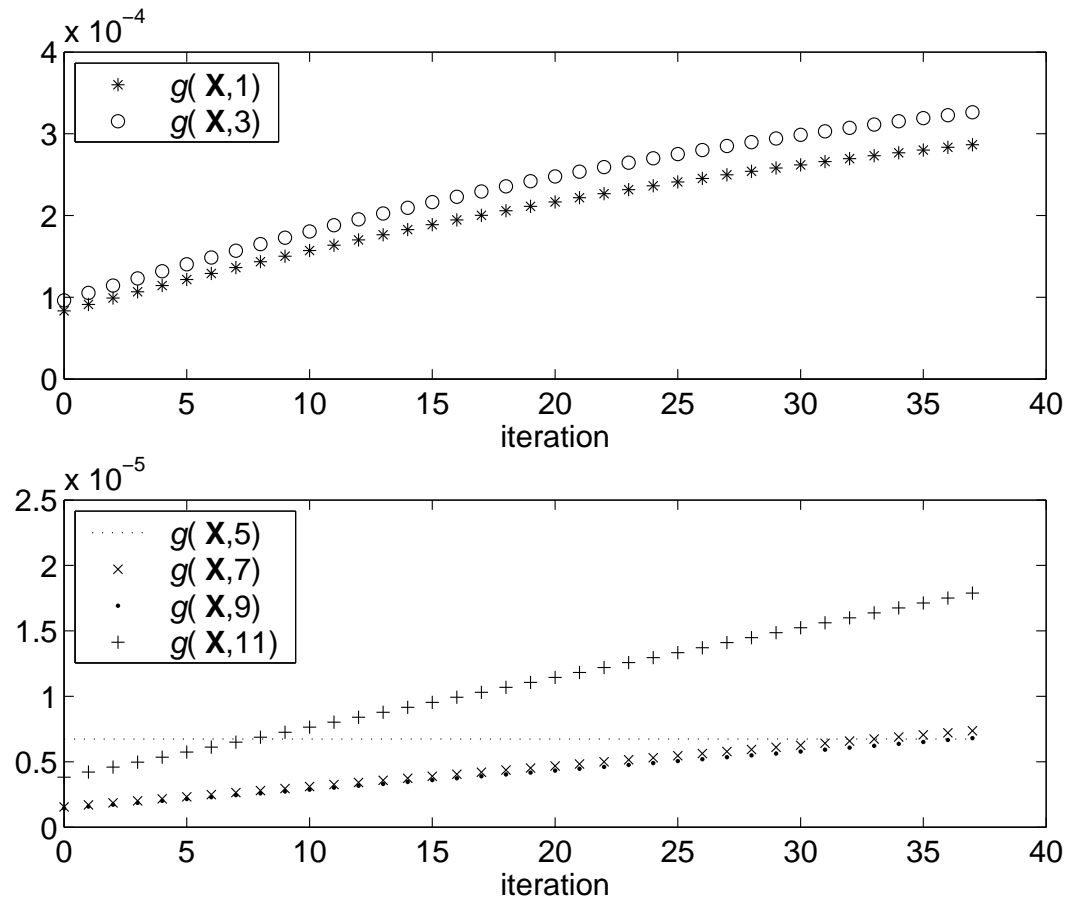 x 10⁻⁴
4
3
2
1
0
g( X,1)
g( X,3)
0 5 10 15 20 25 30 35 40
iteration
x 10⁻⁵
2.5
2
1.5
1
0.5
0
g( X,5)
g( X,7)
g( X,9)
g( X,11)
0 5 10 15 20 25 30 35 40
iteration